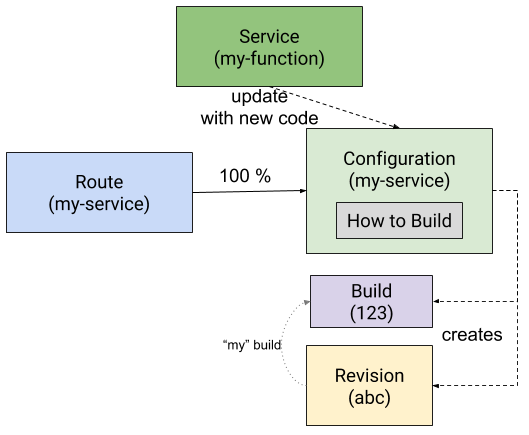 Service
(my-function)
update
with new code
Configuration
(my-service)
How to Build
Route
(my-service)
100 %
Build
(123)
creates
“my” build
Revision
(abc)